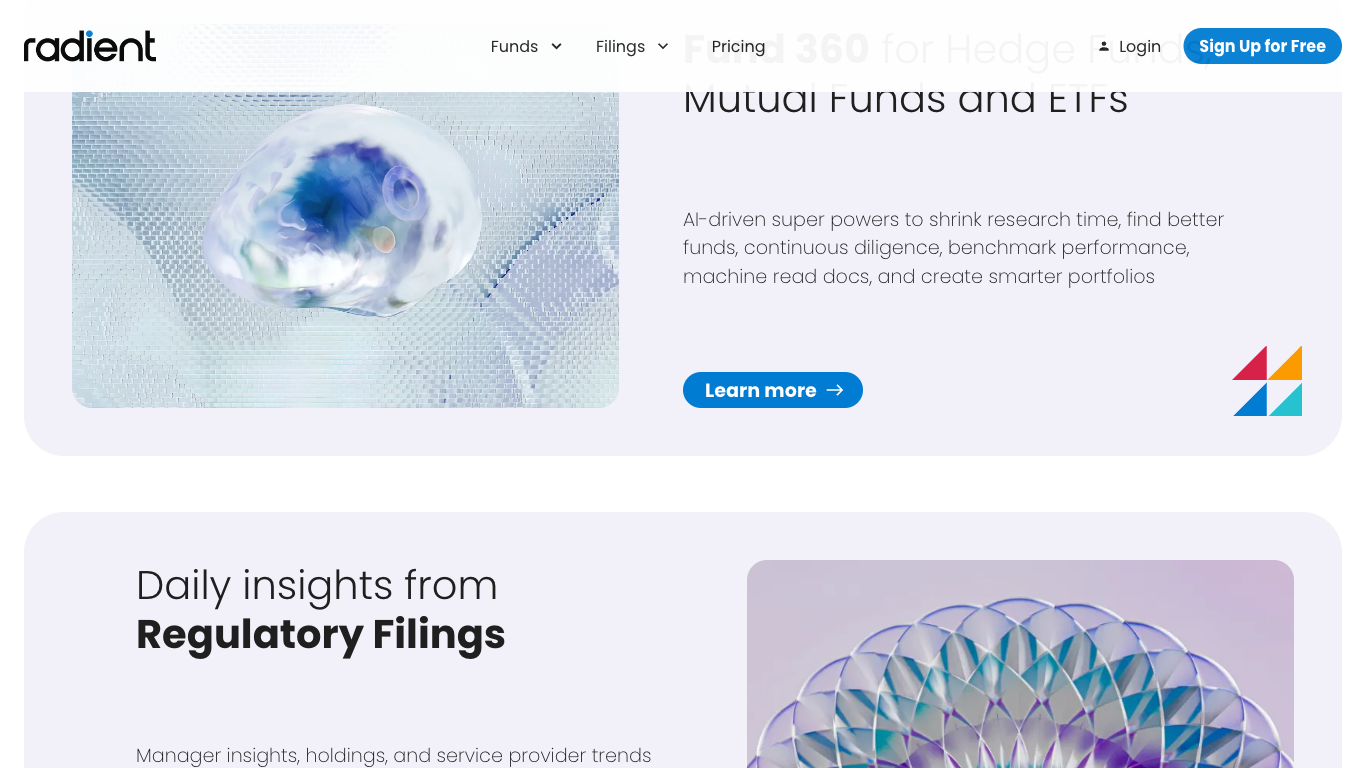 radient
Funds
Filings
Pricing
Login
Sign Up for Free
Fund 360 for Hedge Funds,
Mutual Funds and ETFs
AI-driven super powers to shrink research time, find better
funds, continuous diligence, benchmark performance,
machine read docs, and create smarter portfolios
Learn more
Daily insights from
Regulatory Filings
Manager insights, holdings, and service provider trends